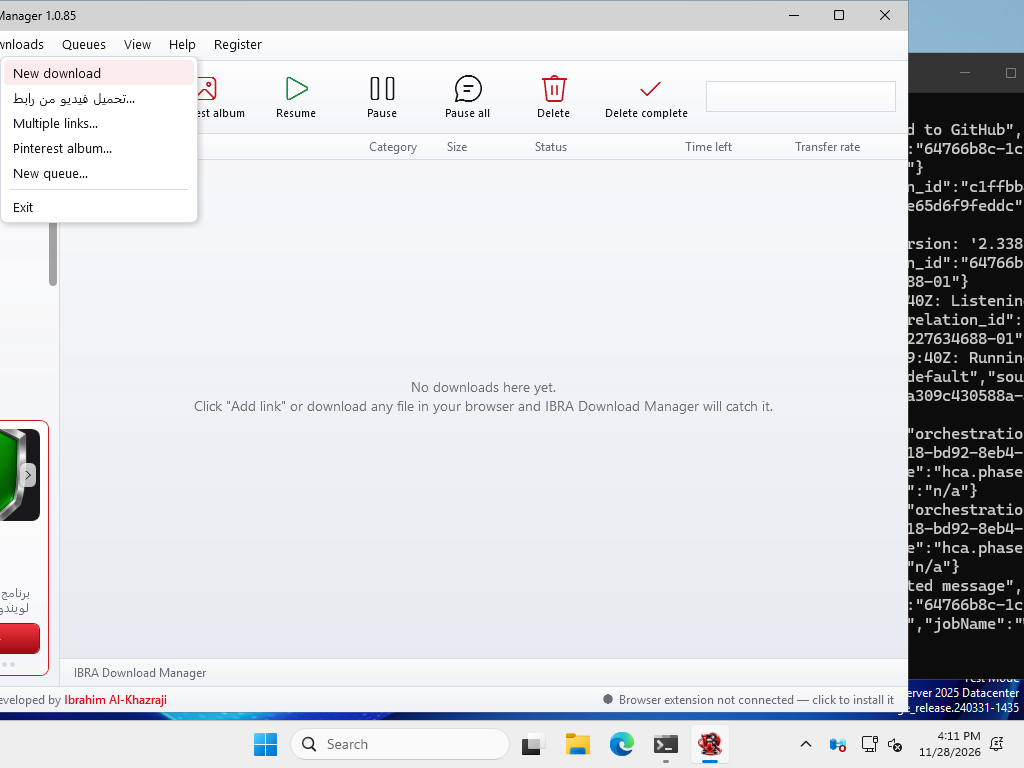 Manager 1.0.85
wnloads Queues View Help Register
New download
تحميل فيديو من رابط...
Multiple links...
Pinterest album...
New queue...
Exit
est album Resume Pause Pause all Delete Delete complete
Category Size Status Time left Transfer rate
No downloads here yet.
Click "Add link" or download any file in your browser and IBRA Download Manager will catch it.
برنامج
لويندو
IBRA Download Manager
eveloped by Ibrahim Al-Khazraji
Browser extension not connected — click to install it
d to GitHub",
:"64766b8c-1c
"}
n_id":"c1ffbb
e65d6f9feddc"
rsion: '2.338
n_id":"64766b
88-01"}
40Z: Listenin
relation_id":
227634688-01"
9:40Z: Runnin
default","sou
a309c430588a-
"orchestratio
18-bd92-8eb4-
e":"hca.phase
":"n/a"}
"orchestratio
18-bd92-8eb4-
e":"hca.phase
"n/a"}
ted message",
:"64766b8c-1c
","jobName":"
Test Mode
erver 2025 Datacenter
ge_release.240331-1435
Search
4:11 PM
11/28/2026